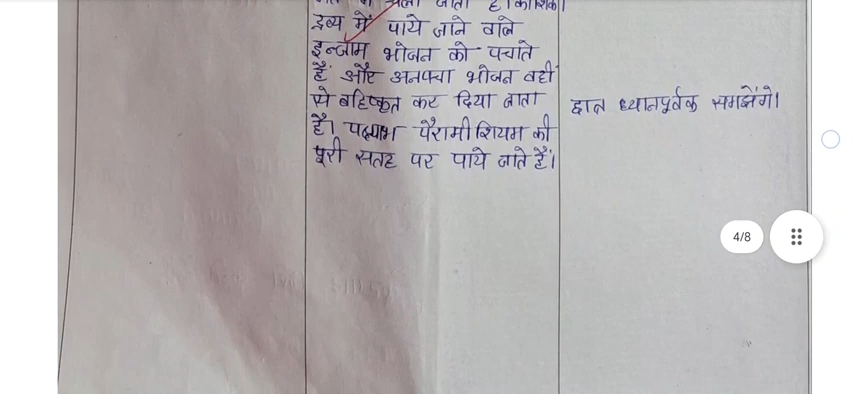 चला जाता है। कोशिका
द्रव्य में पाये जाने वाले
इन्जाम भोजन को पचाते
हैं और अनपचा भोजन वही
से बहिष्कृत कर दिया जाता
है। पक्ष्माभ पैरामीशियम की
पूरी सतह पर पाये जाते हैं।
छात्र ध्यानपूर्वक समझेंगे।
4/8